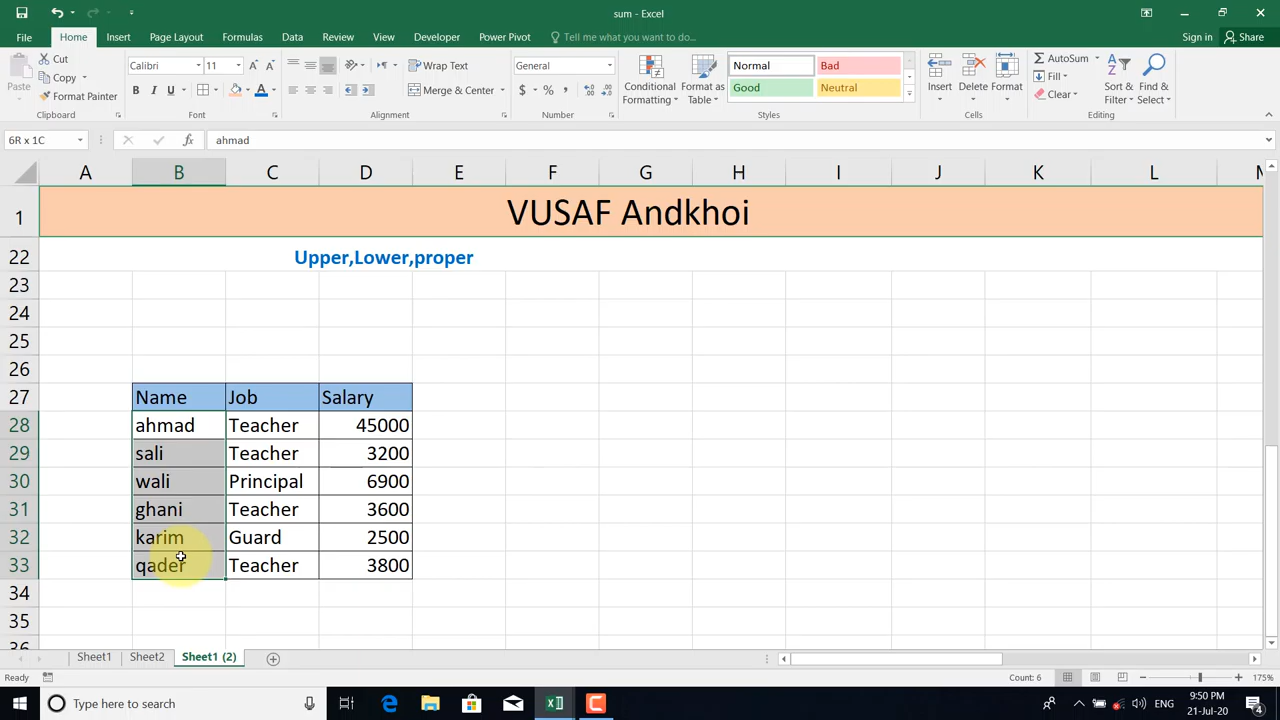 sum - Excel
File Home Insert Page Layout Formulas Data Review View Developer Power Pivot Tell me what you want to do... Sign in Share
Paste
Cut
Copy
Format Painter
Clipboard
Calibri 11
B I U
Font
Wrap Text
Merge & Center
Alignment
General
$ % ,
Number
Conditional Formatting
Format as Table
Normal Bad
Good Neutral
Styles
Insert Delete Format
Cells
AutoSum
Fill
Clear
Sort & Filter
Find & Select
Editing
6R x 1C fx ahmad
A B C D E F G H I J K L
1 VUSAF Andkhoi
22 Upper,Lower,proper
23
24
25
26
27 Name Job Salary
28 ahmad Teacher 45000
29 sali Teacher 3200
30 wali Principal 6900
31 ghani Teacher 3600
32 karim Guard 2500
33 qader Teacher 3800
34
35
36
Sheet1 Sheet2 Sheet1 (2)
Ready Count: 6 175%
Type here to search ENG 9:50 PM
21-Jul-20 4